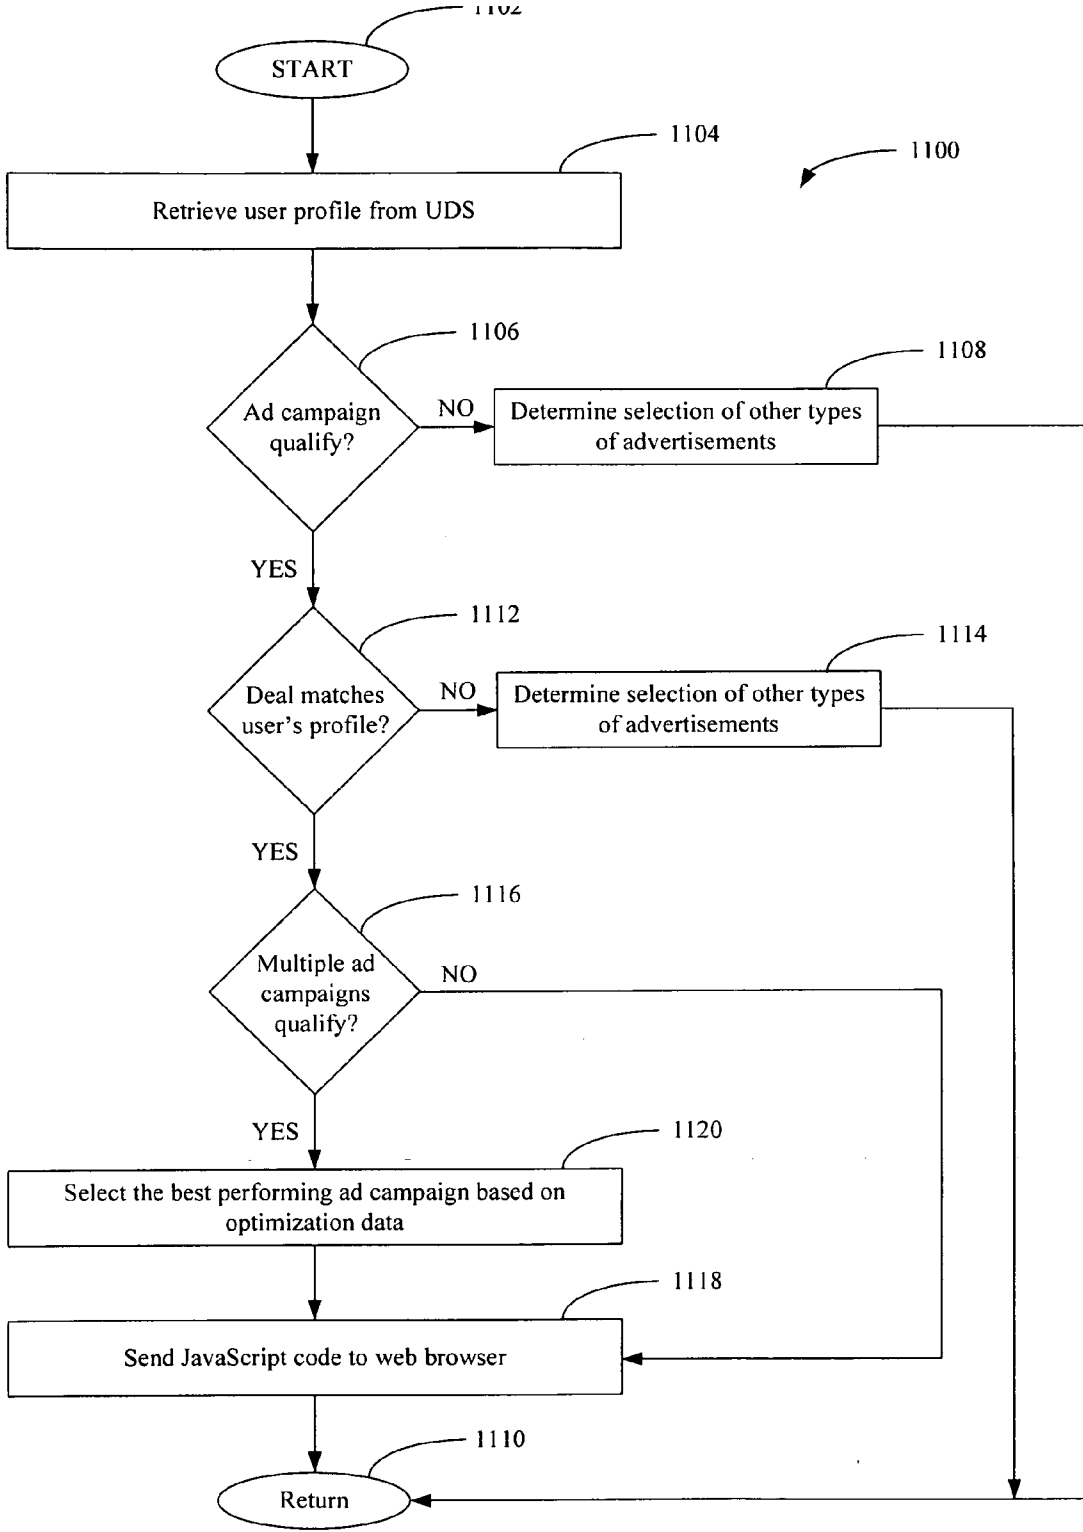 1102
START
1104
1100
Retrieve user profile from UDS
1106
1108
Ad campaign
qualify?
NO
Determine selection of other types
of advertisements
YES
1112
1114
Deal matches
user's profile?
NO
Determine selection of other types
of advertisements
YES
1116
Multiple ad
campaigns
qualify?
NO
YES
1120
Select the best performing ad campaign based on
optimization data
1118
Send JavaScript code to web browser
1110
Return